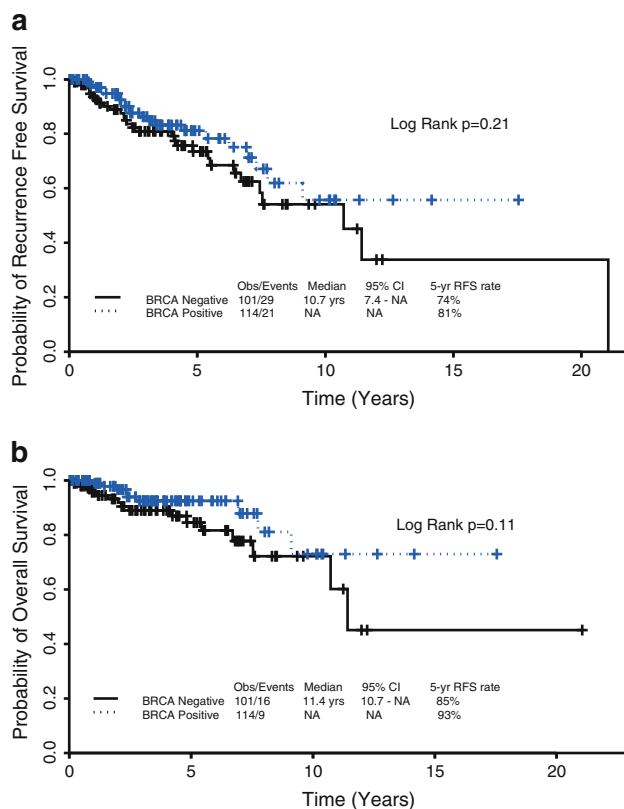 a
Probability of Recurrence Free Survival
1.0
0.8
0.6
0.4
0.2
0.0
Log Rank p=0.21
Obs/Events Median 95% CI 5-yr RFS rate
BRCA Negative 101/29 10.7 yrs 7.4 - NA 74%
BRCA Positive 114/21 NA NA 81%
0 5 10 15 20
Time (Years)
b
Probability of Overall Survival
1.0
0.8
0.6
0.4
0.2
0.0
Log Rank p=0.11
Obs/Events Median 95% CI 5-yr RFS rate
BRCA Negative 101/16 11.4 yrs 10.7 - NA 85%
BRCA Positive 114/9 NA NA 93%
0 5 10 15 20
Time (Years)